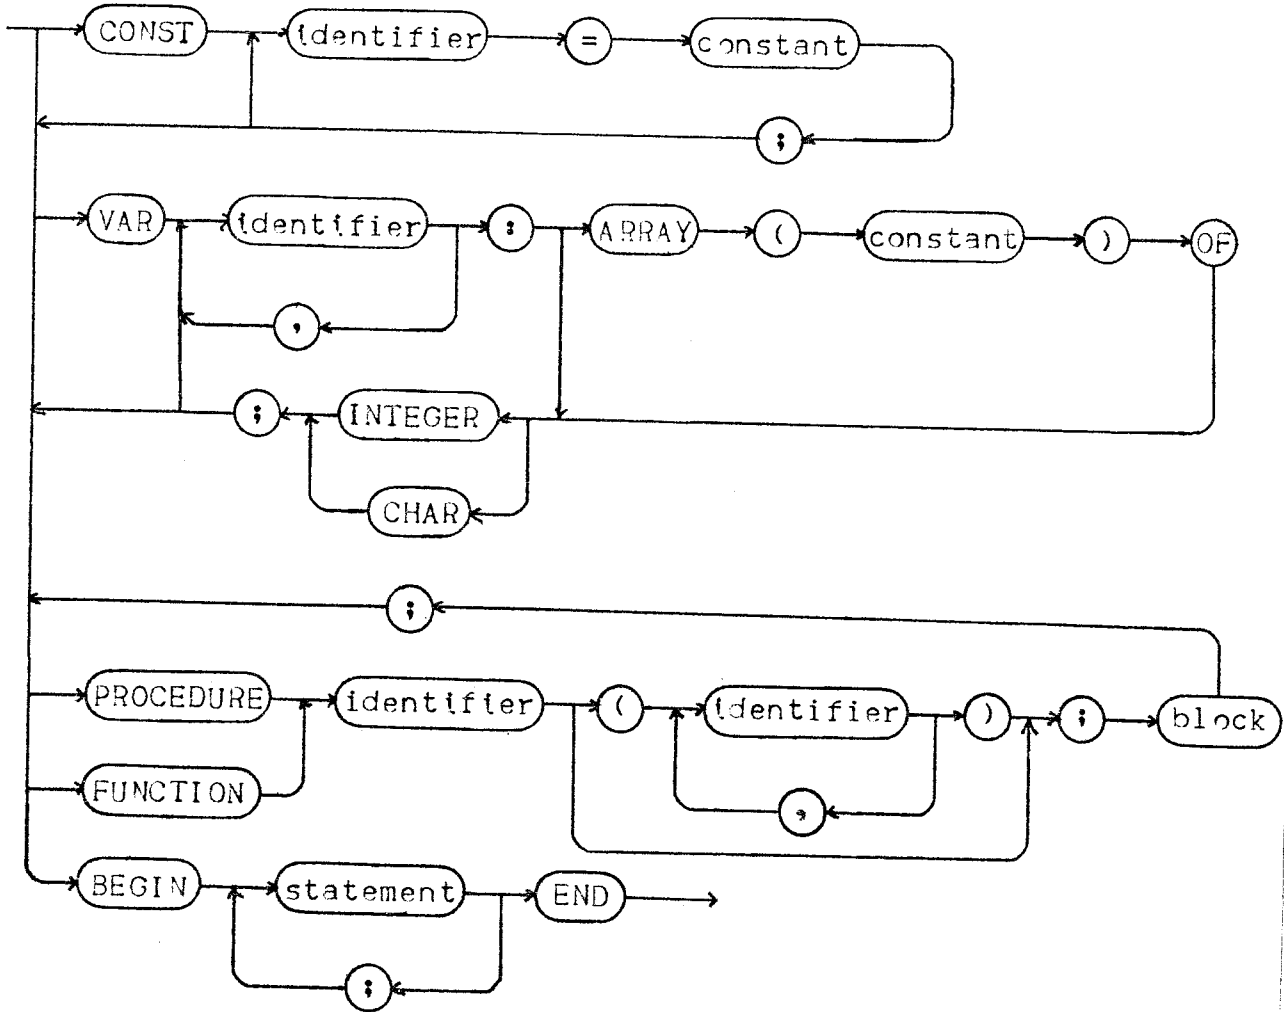 CONST identifier = constant
;
VAR identifier : ARRAY ( constant ) OF
,
; INTEGER
CHAR
;
PROCEDURE identifier ( identifier ) ; block
FUNCTION ,
BEGIN statement END
;